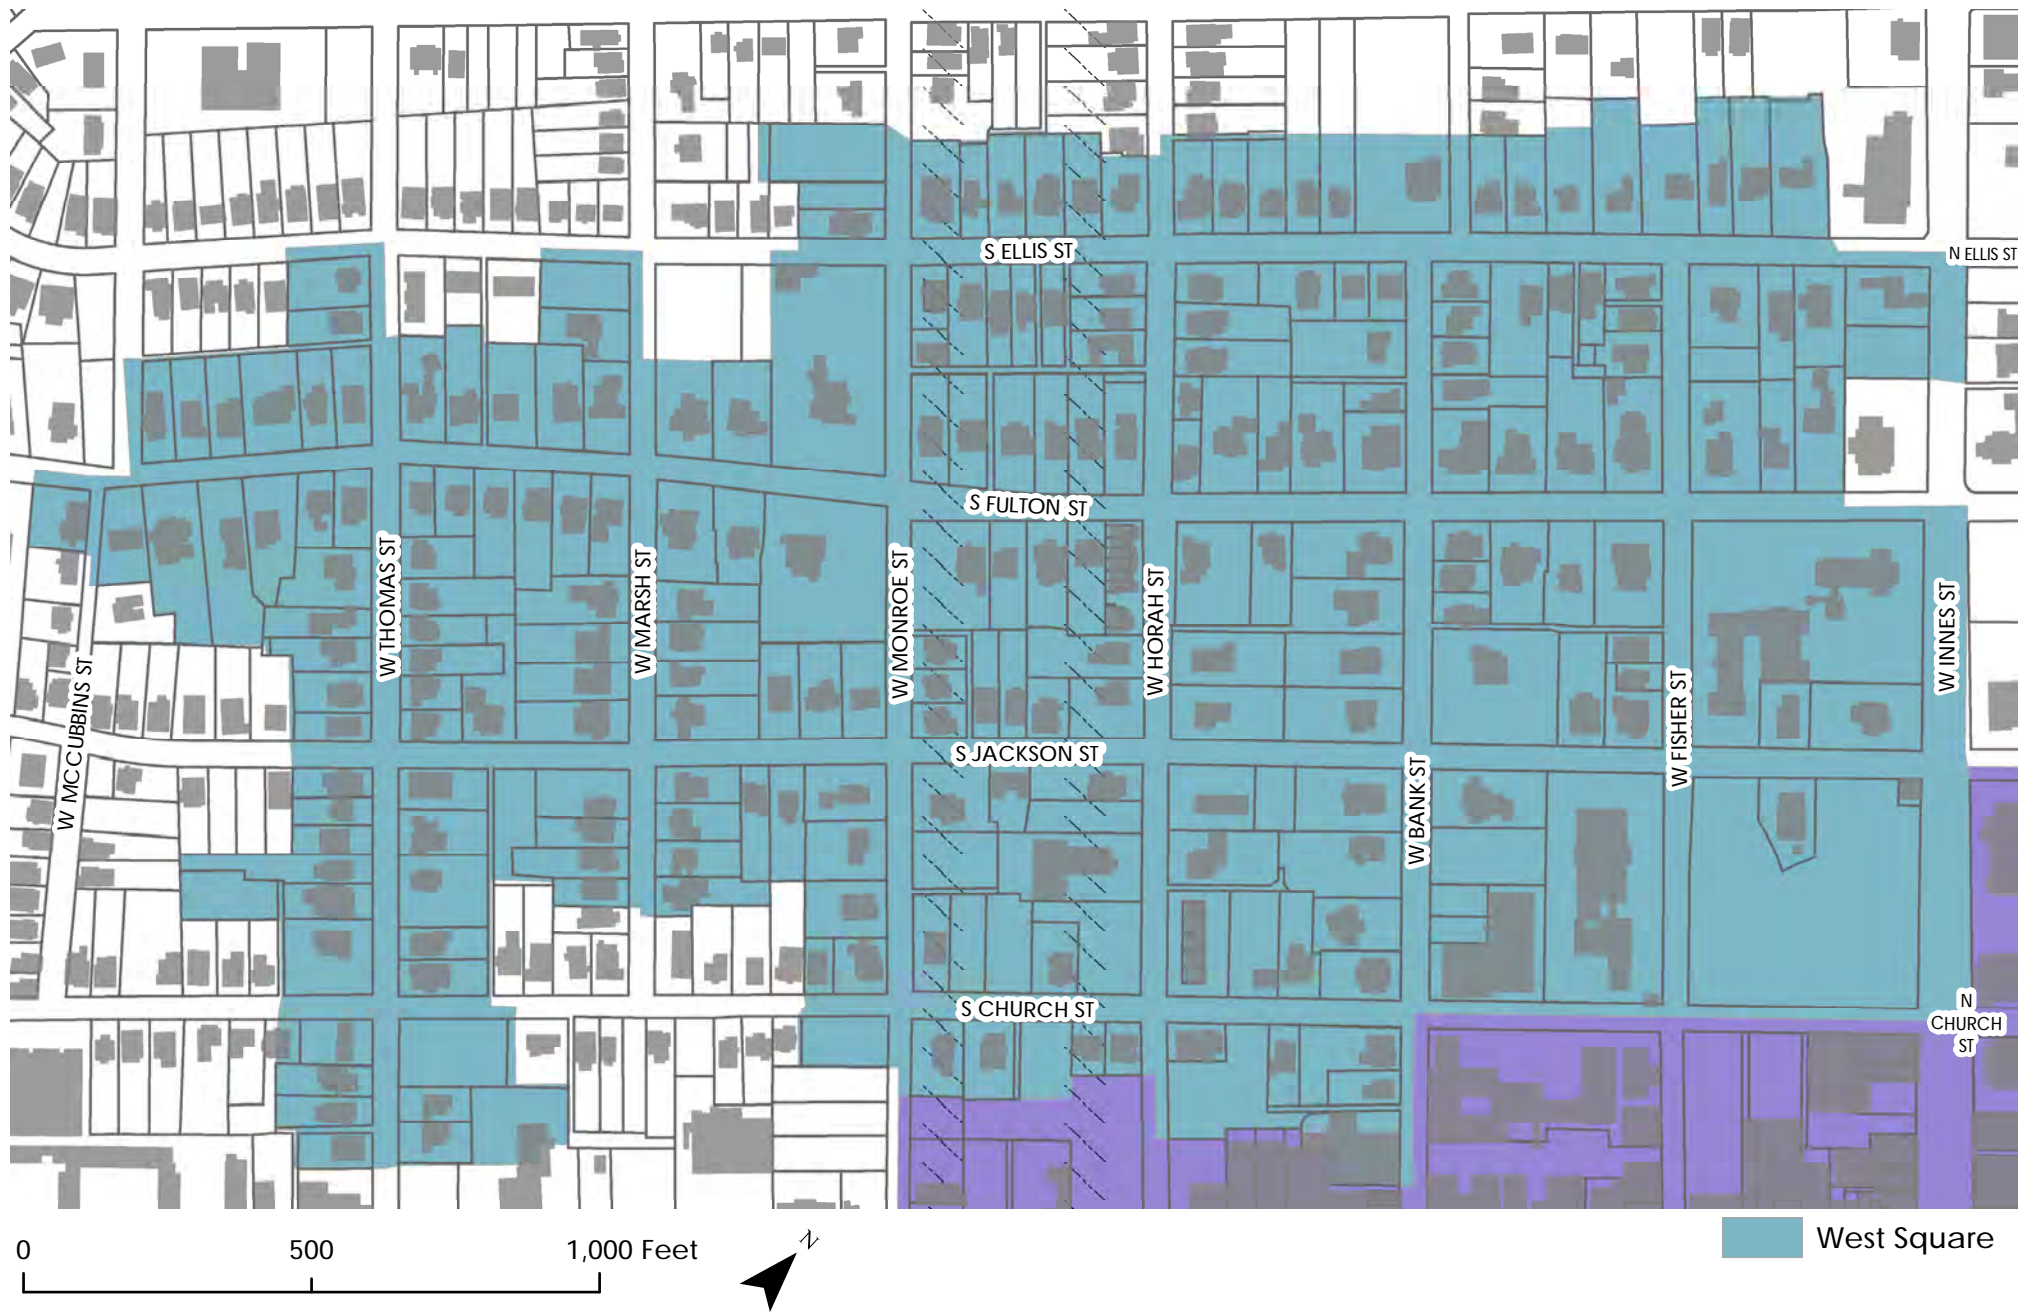 S ELLIS ST
N ELLIS ST
S FULTON ST
W THOMAS ST
W MARSH ST
W MONROE ST
W HORAH ST
W INNES ST
W MCCUBBINS ST
W FISHER ST
S JACKSON ST
W BANK ST
S CHURCH ST
N
CHURCH
ST
0
500
1,000 Feet
N
West Square